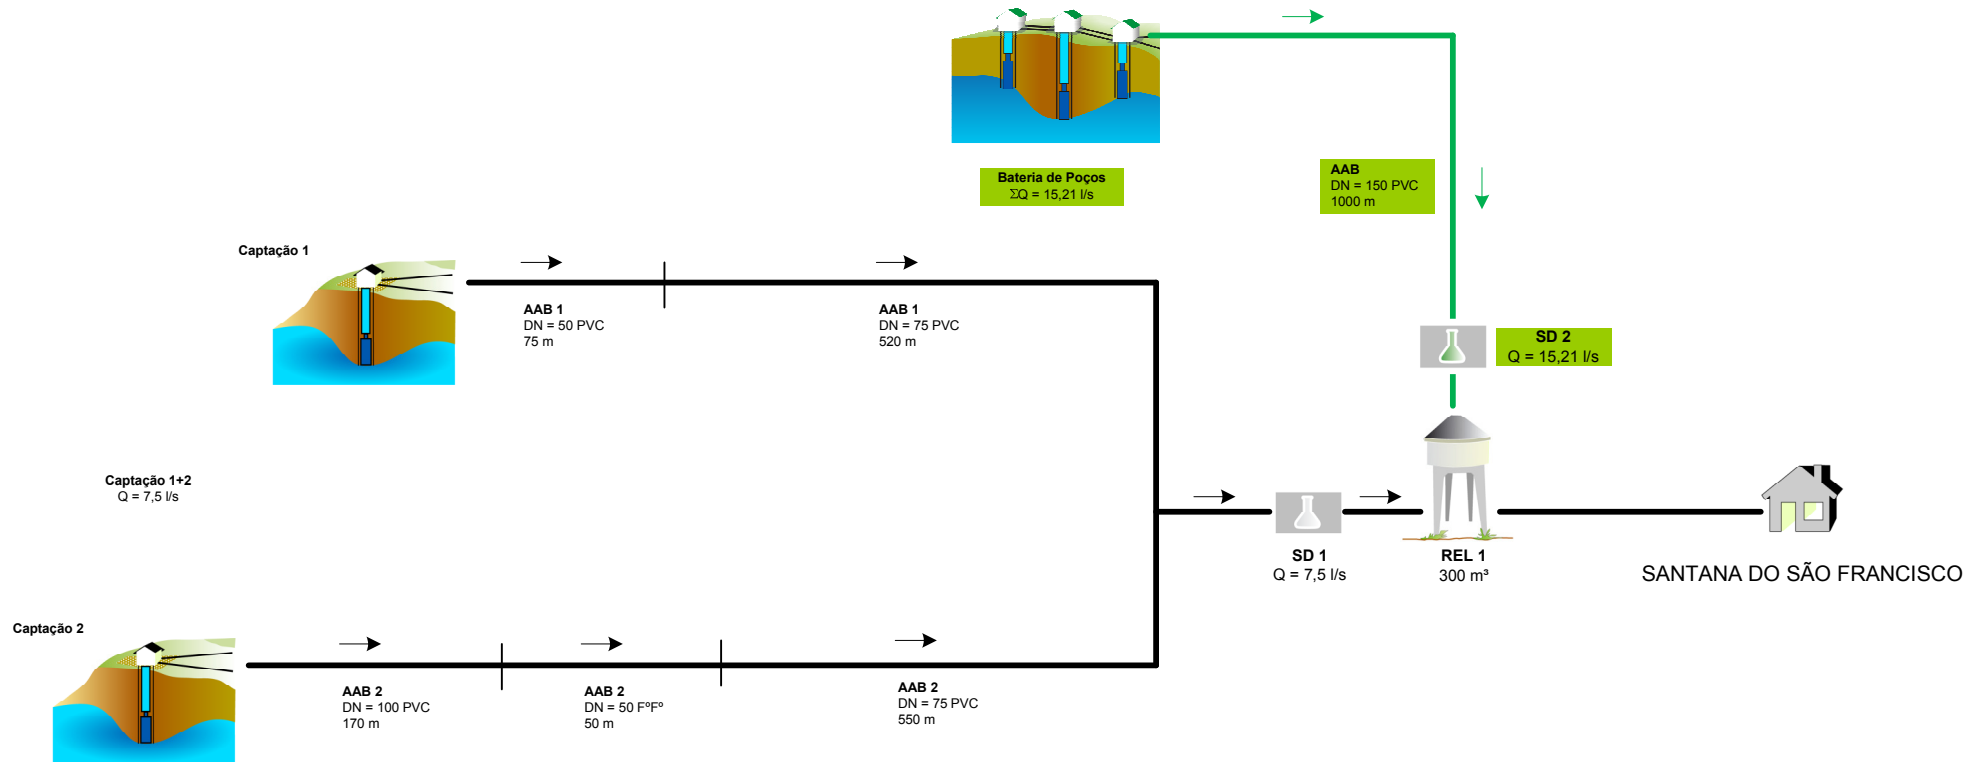 Bateria de Poços
ΣQ = 15,21 l/s
AAB
DN = 150 PVC
1000 m
Captação 1
AAB 1
DN = 50 PVC
75 m
AAB 1
DN = 75 PVC
520 m
SD 2
Q = 15,21 l/s
Captação 1+2
Q = 7,5 l/s
SD 1
Q = 7,5 l/s
REL 1
300 m³
SANTANA DO SÃO FRANCISCO
Captação 2
AAB 2
DN = 100 PVC
170 m
AAB 2
DN = 50 FºFº
50 m
AAB 2
DN = 75 PVC
550 m